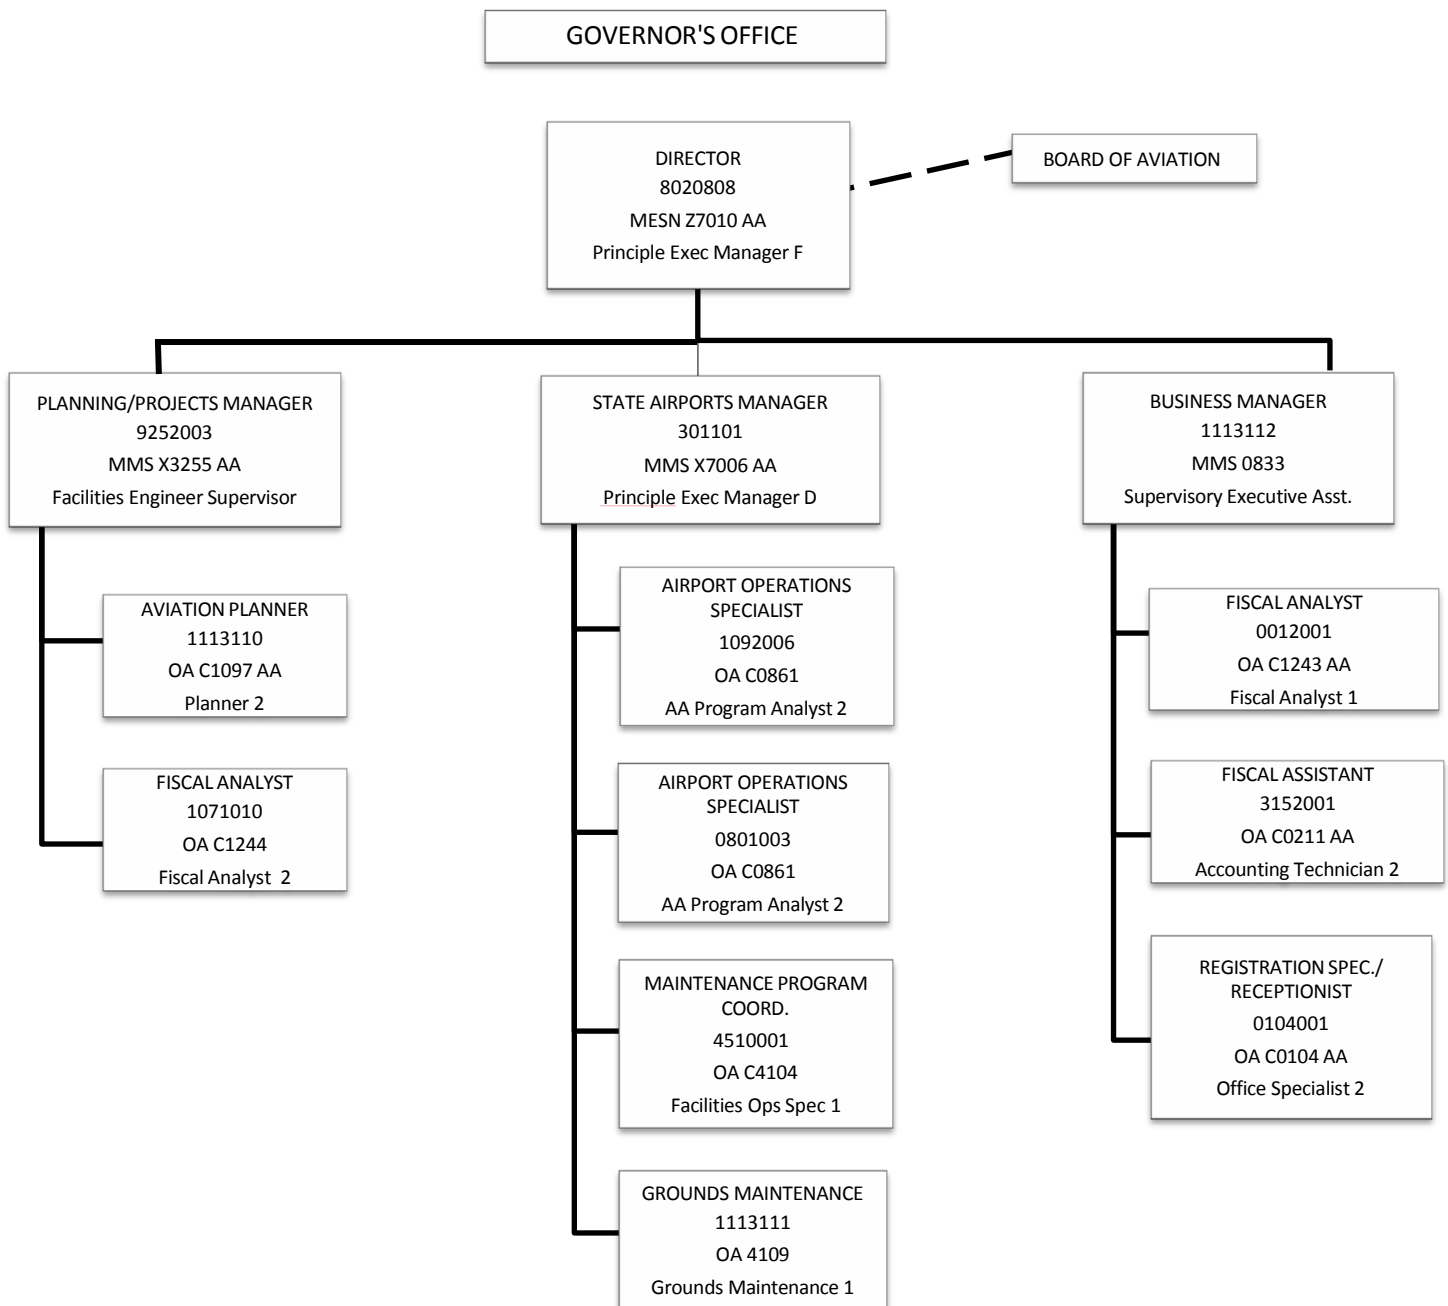 GOVERNOR'S OFFICE
DIRECTOR
8020808
MESN Z7010 AA
Principle Exec Manager F
BOARD OF AVIATION
PLANNING/PROJECTS MANAGER
9252003
MMS X3255 AA
Facilities Engineer Supervisor
STATE AIRPORTS MANAGER
301101
MMS X7006 AA
Principle Exec Manager D
BUSINESS MANAGER
1113112
MMS 0833
Supervisory Executive Asst.
AVIATION PLANNER
1113110
OA C1097 AA
Planner 2
FISCAL ANALYST
1071010
OA C1244
Fiscal Analyst 2
AIRPORT OPERATIONS
SPECIALIST
1092006
OA C0861
AA Program Analyst 2
AIRPORT OPERATIONS
SPECIALIST
0801003
OA C0861
AA Program Analyst 2
MAINTENANCE PROGRAM
COORD.
4510001
OA C4104
Facilities Ops Spec 1
GROUNDS MAINTENANCE
1113111
OA 4109
Grounds Maintenance 1
FISCAL ANALYST
0012001
OA C1243 AA
Fiscal Analyst 1
FISCAL ASSISTANT
3152001
OA C0211 AA
Accounting Technician 2
REGISTRATION SPEC./
RECEPTIONIST
0104001
OA C0104 AA
Office Specialist 2